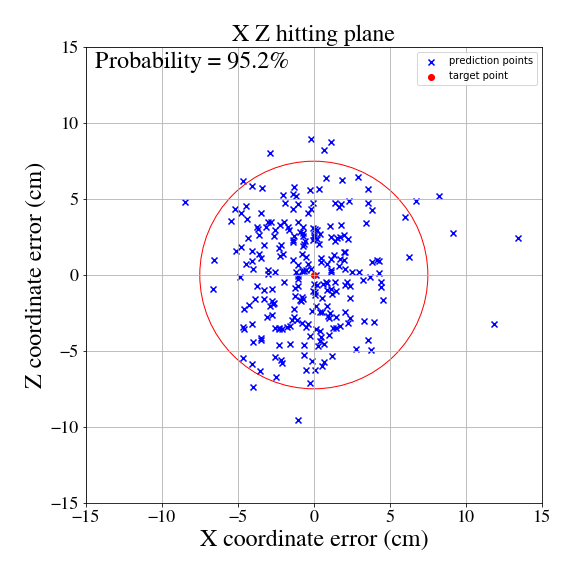 X Z hitting plane
Probability = 95.2%
prediction points
target point
15
10
5
0
−5
−10
−15
Z coordinate error (cm)
−15 −10 −5 0 5 10 15
X coordinate error (cm)